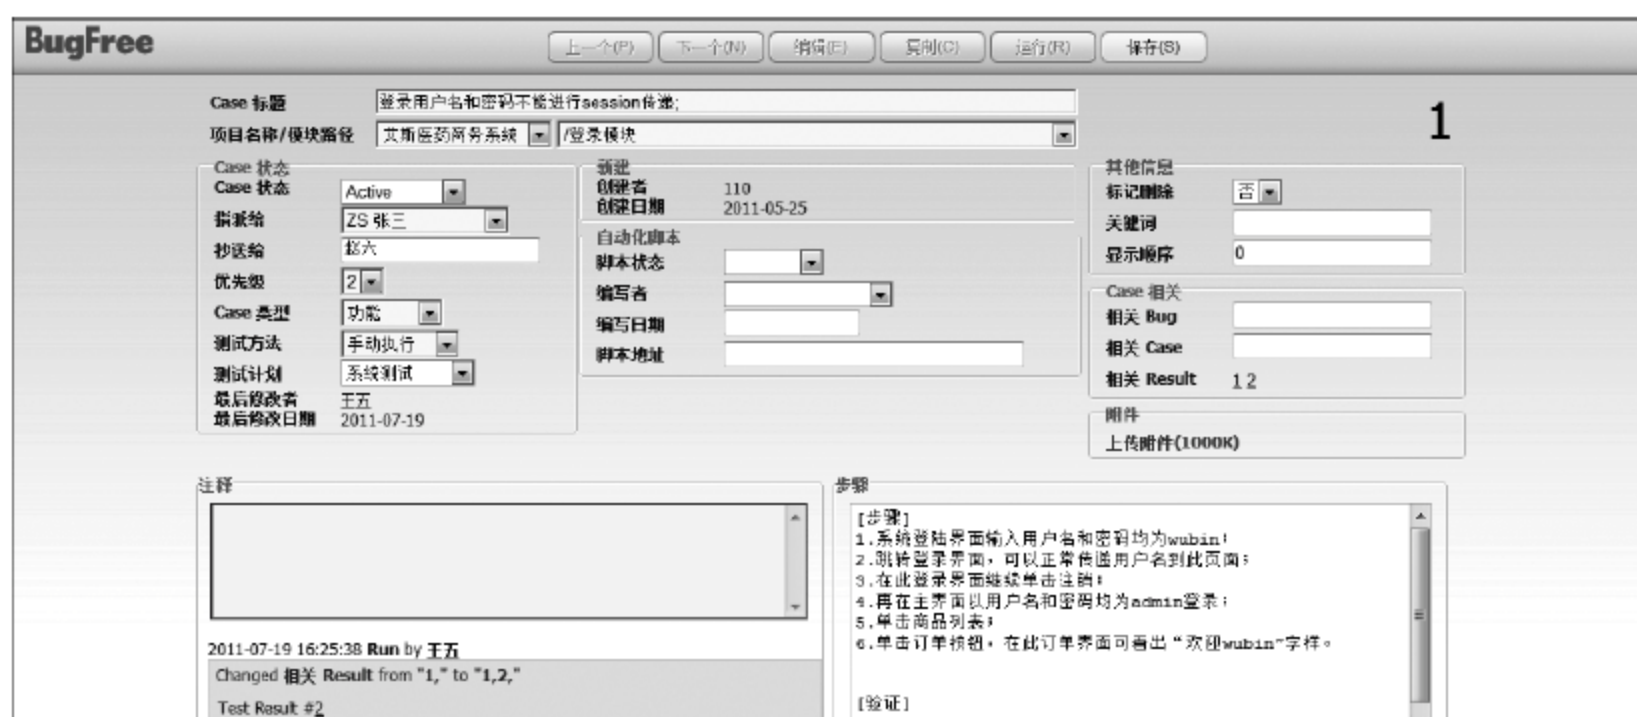 BugFree
上一个(P) 下一个(N) 编辑(E) 复制(C) 运行(R) 保存(S)
Case 标题 登录用户名和密码不能进行session传递;
1
项目名称/模块路径 艾斯医药商务系统 /登录模块
Case 状态
Case 状态 Active
指派给 ZS 张三
抄送给 赵六
优先级 2
Case 类型 功能
测试方法 手动执行
测试计划 系统测试
最后修改者 王五
最后修改日期 2011-07-19
新建
创建者 110
创建日期 2011-05-25
自动化脚本
脚本状态
编写者
编写日期
脚本地址
其他信息
标记删除 否
关键词
显示顺序 0
Case 相关
相关 Bug
相关 Case
相关 Result 1 2
附件
上传附件(1000K)
注释
2011-07-19 16:25:38 Run by 王五
Changed 相关 Result from "1," to "1,2,"
Test Result #2
步骤
[步骤]
1.系统登陆界面输入用户名和密码均为wubin;
2.跳转登录界面，可以正常传递用户名到此页面;
3.在此登录界面继续单击注销;
4.再在主界面以用户名和密码均为admin登录;
5.单击商品列表;
6.单击订单按钮，在此订单界面可看出“欢迎wubin”字样。
[验证]